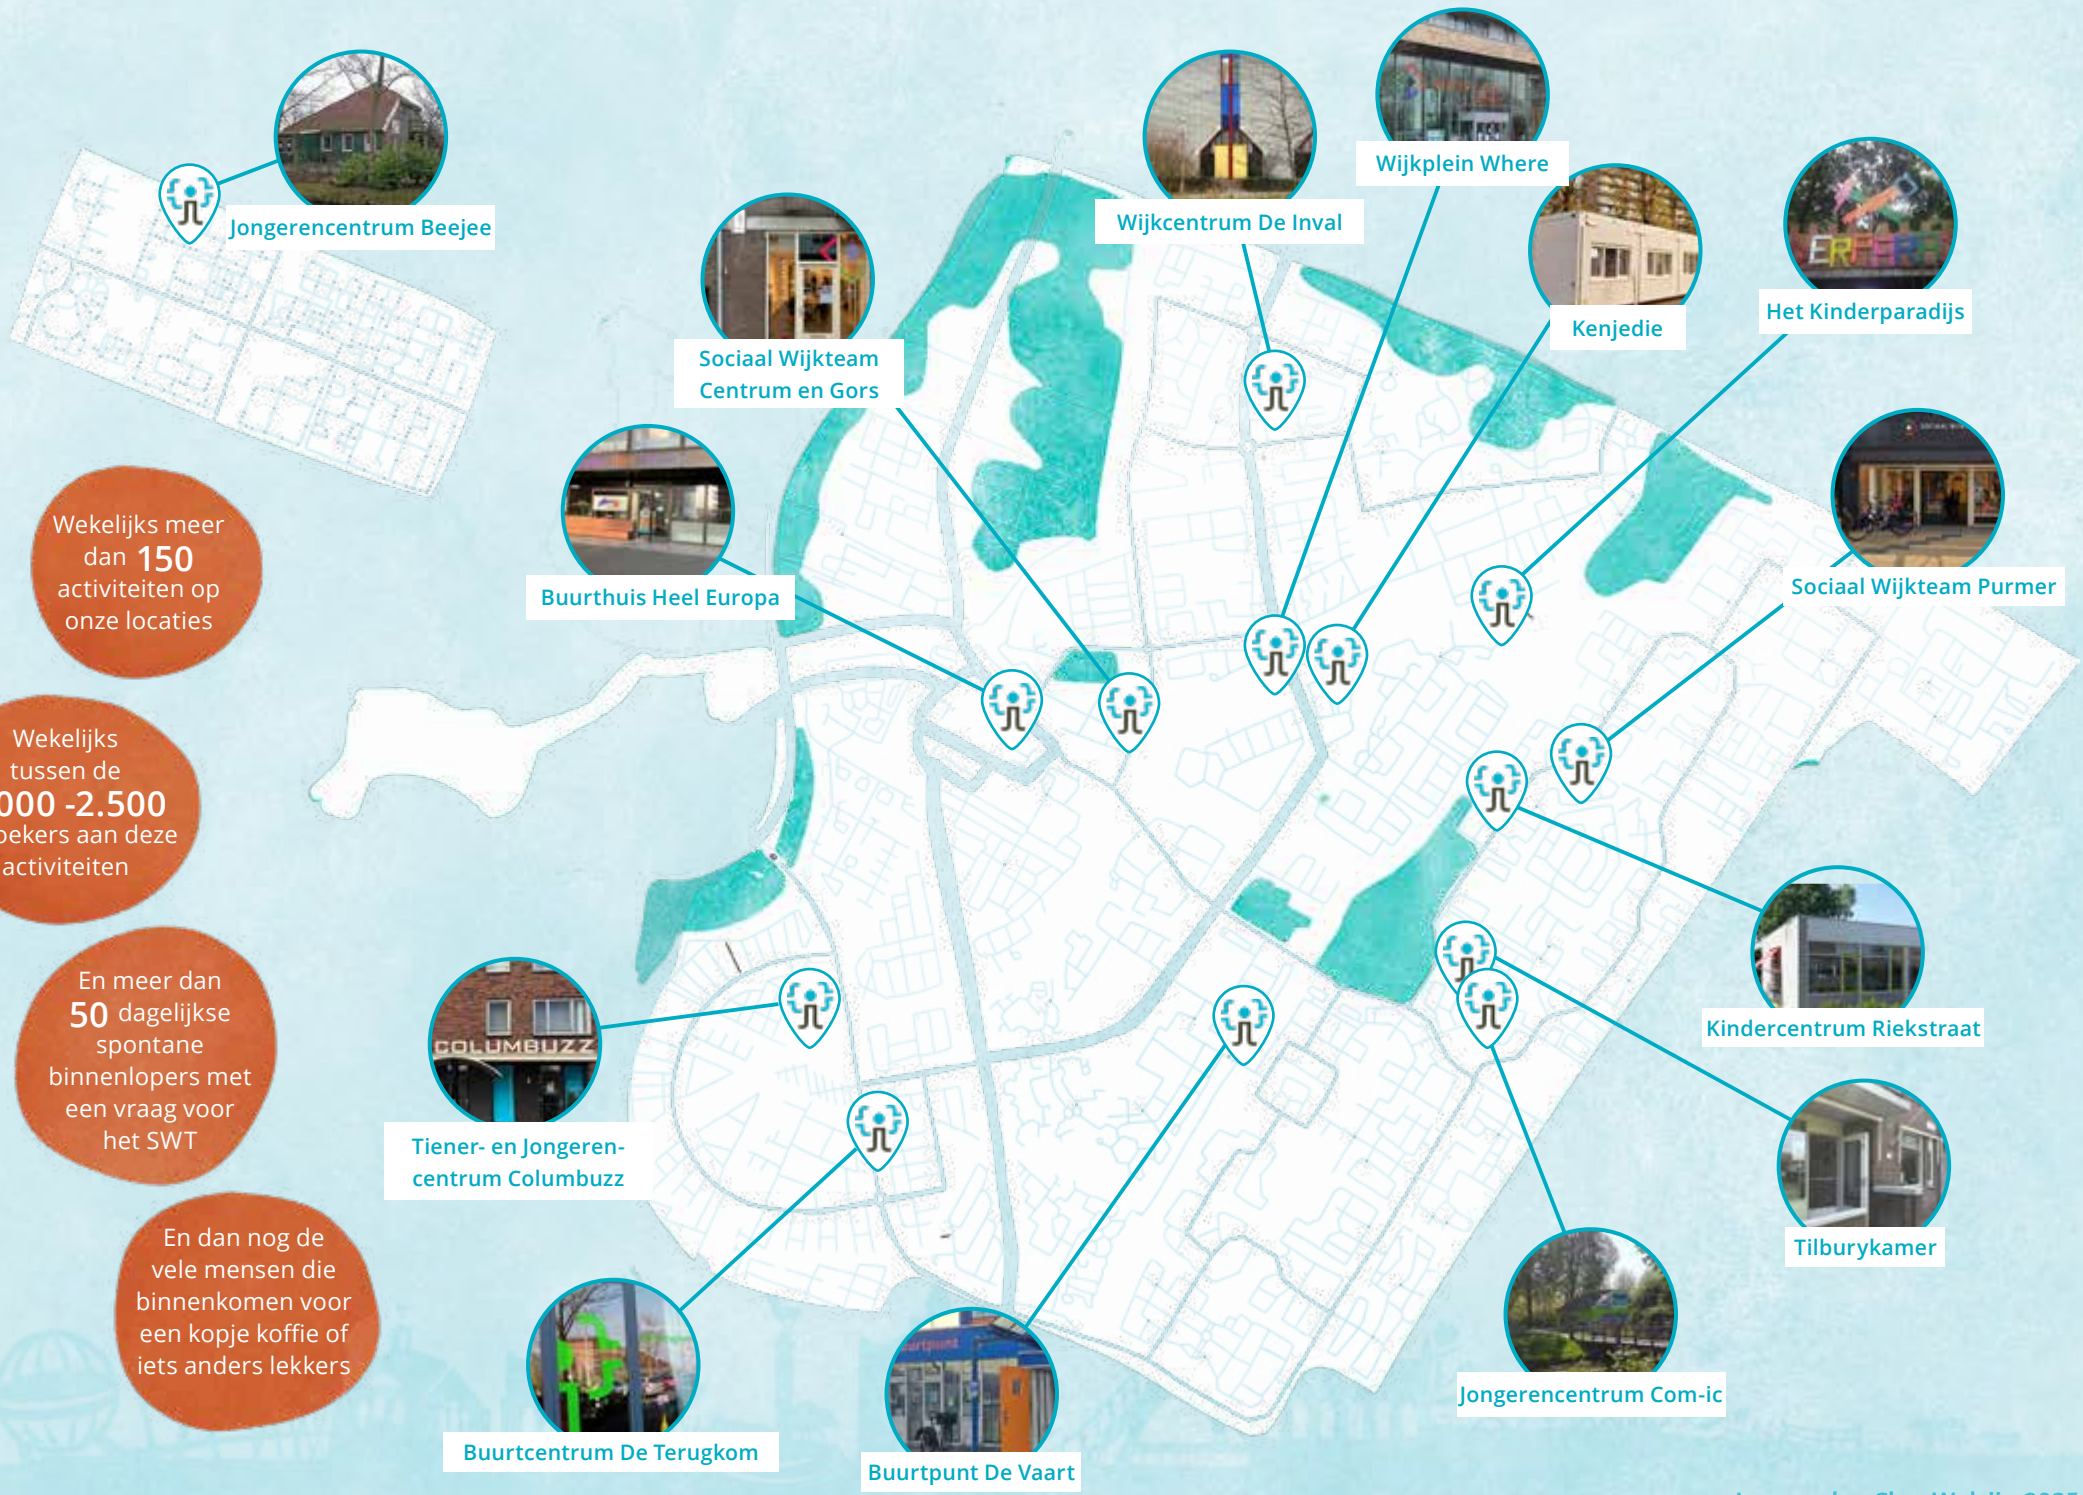 Jongerencentrum Beejee
Wijkcentrum De Inval
Wijkplein Where
Kenjedie
Het Kinderparadijs
Sociaal Wijkteam
Centrum en Gors
Buurthuis Heel Europa
Sociaal Wijkteam Purmer
Wekelijks meer
dan 150
activiteiten op
onze locaties
Wekelijks
tussen de
000 -2.500
aan deze
activiteiten
En meer dan
50 dagelijkse
spontane
binnenlopers met
een vraag voor
het SWT
En dan nog de
vele mensen die
binnenkomen voor
een kopje koffie of
iets anders lekkers
COLUMBUZZ
Tiener- en Jongeren-
centrum Columbuzz
Kindercentrum Riekstraat
Tilburykamer
Jongerencentrum Com-ic
Buurtcentrum De Terugkom
Buurtpunt De Vaart